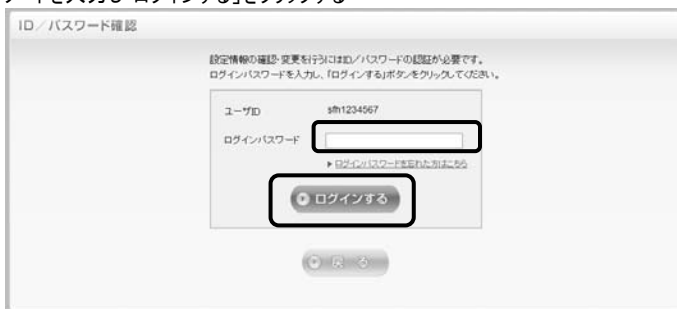 ードを入力し「ログインする」をクリックする
ID/パスワード確認
設定情報の確認・変更を行うにはID/パスワードの認証が必要です。
ログインパスワードを入力し、「ログインする」ボタンをクリックしてください。
ユーザID sfh1234567
ログインパスワード
ログインパスワードを忘れた方はこちら
ログインする
戻る